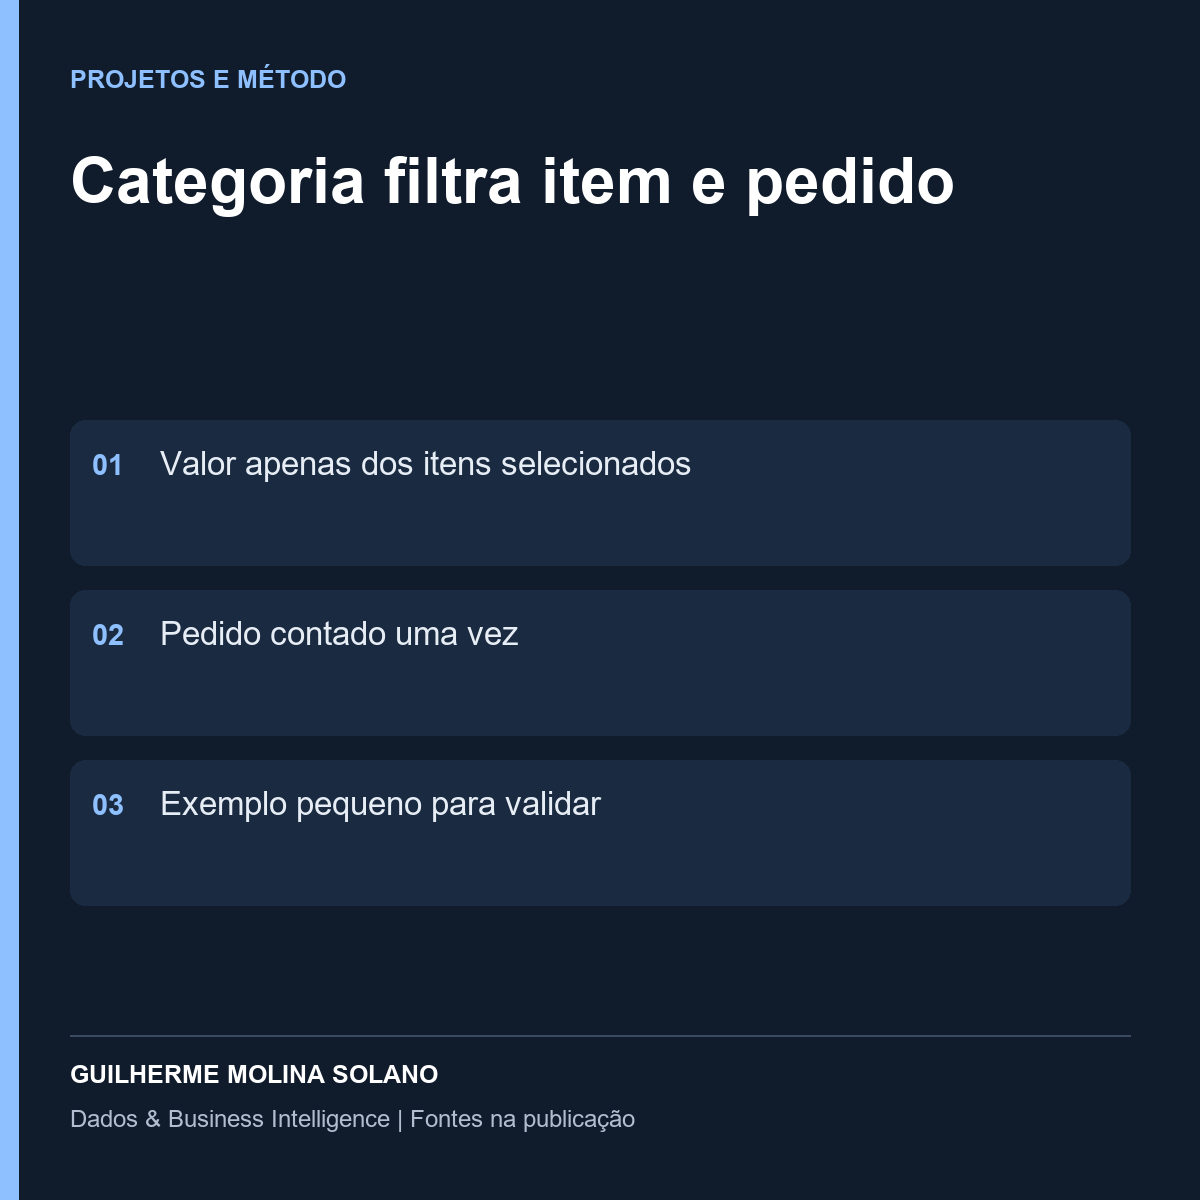 PROJETOS E MÉTODO
Categoria filtra item e pedido
01 Valor apenas dos itens selecionados
02 Pedido contado uma vez
03 Exemplo pequeno para validar
GUILHERME MOLINA SOLANO
Dados & Business Intelligence | Fontes na publicação